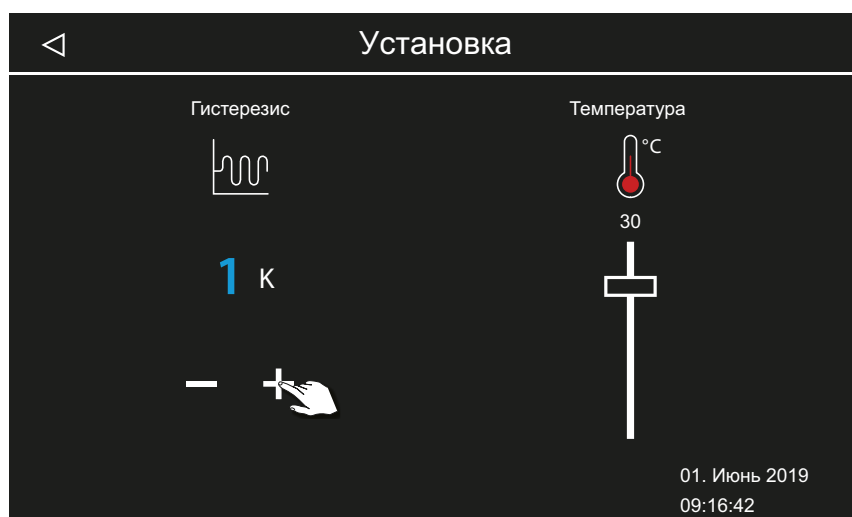 Установка
Гистерезис
Температура
°C
30
1 K
01. Июнь 2019
09:16:42